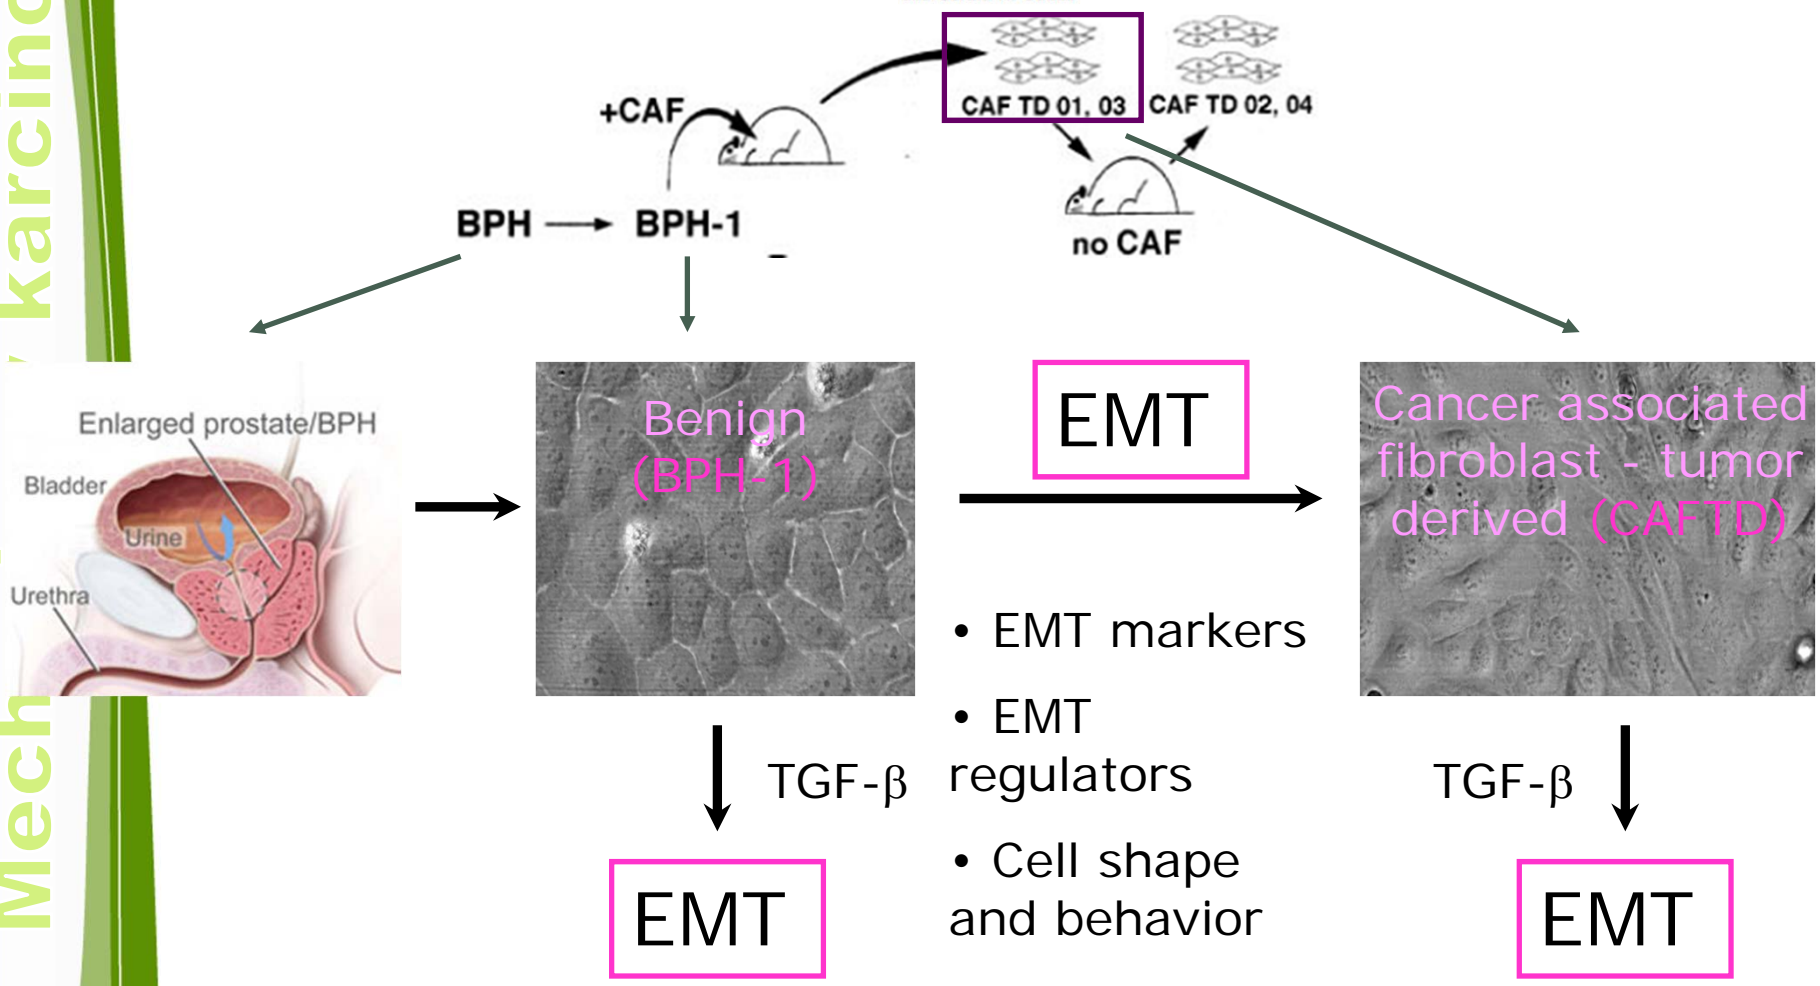 CAF TD 01, 03
CAF TD 02, 04
+CAF
BPH
BPH-1
no CAF
Enlarged prostate/BPH
Bladder
Urine
Urethra
Benign
(BPH-1)
EMT
Cancer associated
fibroblast - tumor
derived (CAFTD)
• EMT markers
• EMT
regulators
• Cell shape
and behavior
TGF-β
EMT
TGF-β
EMT